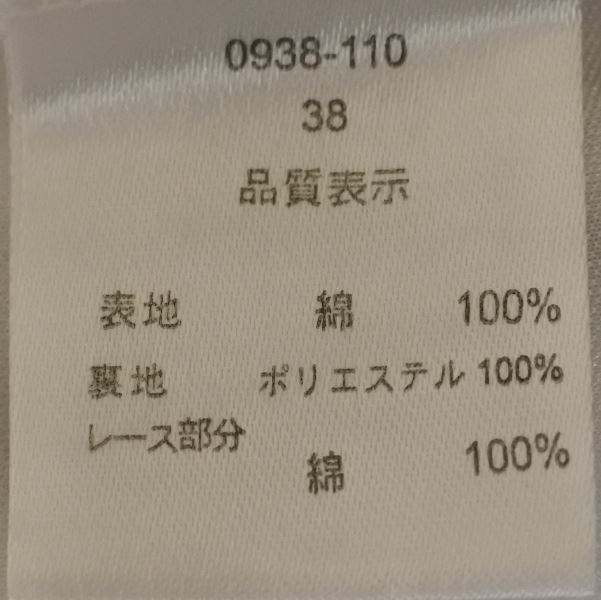 0938-110
38
品質表示
表地 綿 100%
裏地 ポリエステル 100%
レース部分
綿 100%